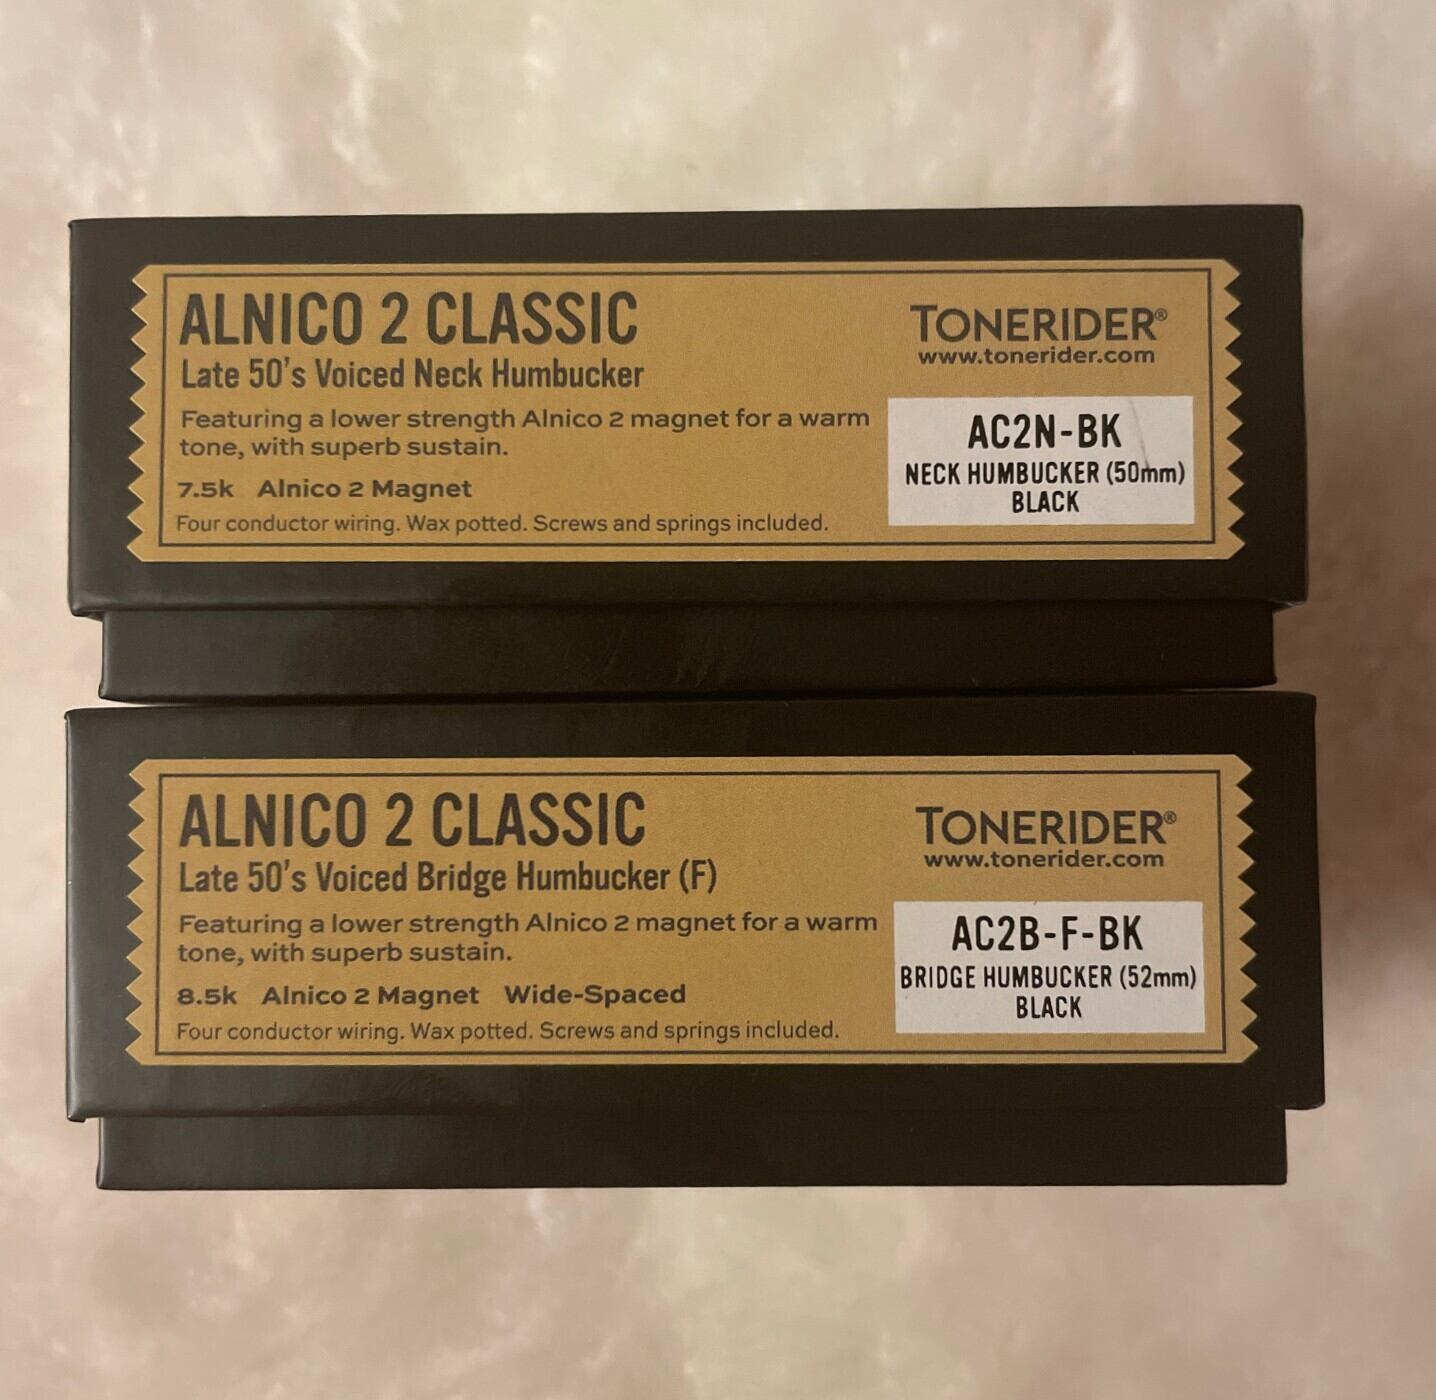 ALNICO 2 CLASSIC
Late 50's Voiced Neck Humbucker
Featuring a lower strength Alnico 2 magnet for a warm
tone, with superb sustain.
7.5k Alnico 2 Magnet
Four conductor wiring. Wax potted. Screws and springs included.
TONERIDER®
www.tonerider.com
AC2N-BK
NECK HUMBUCKER (50mm)
BLACK
ALNICO 2 CLASSIC
Late 50's Voiced Bridge Humbucker (F)
Featuring a lower strength Alnico 2 magnet for a warm
tone, with superb sustain.
8.5k Alnico 2 Magnet Wide-Spaced
Four conductor wiring. Wax potted. Screws and springs included.
TONERIDER®
www.tonerider.com
AC2B-F-BK
BRIDGE HUMBUCKER (52mm)
BLACK